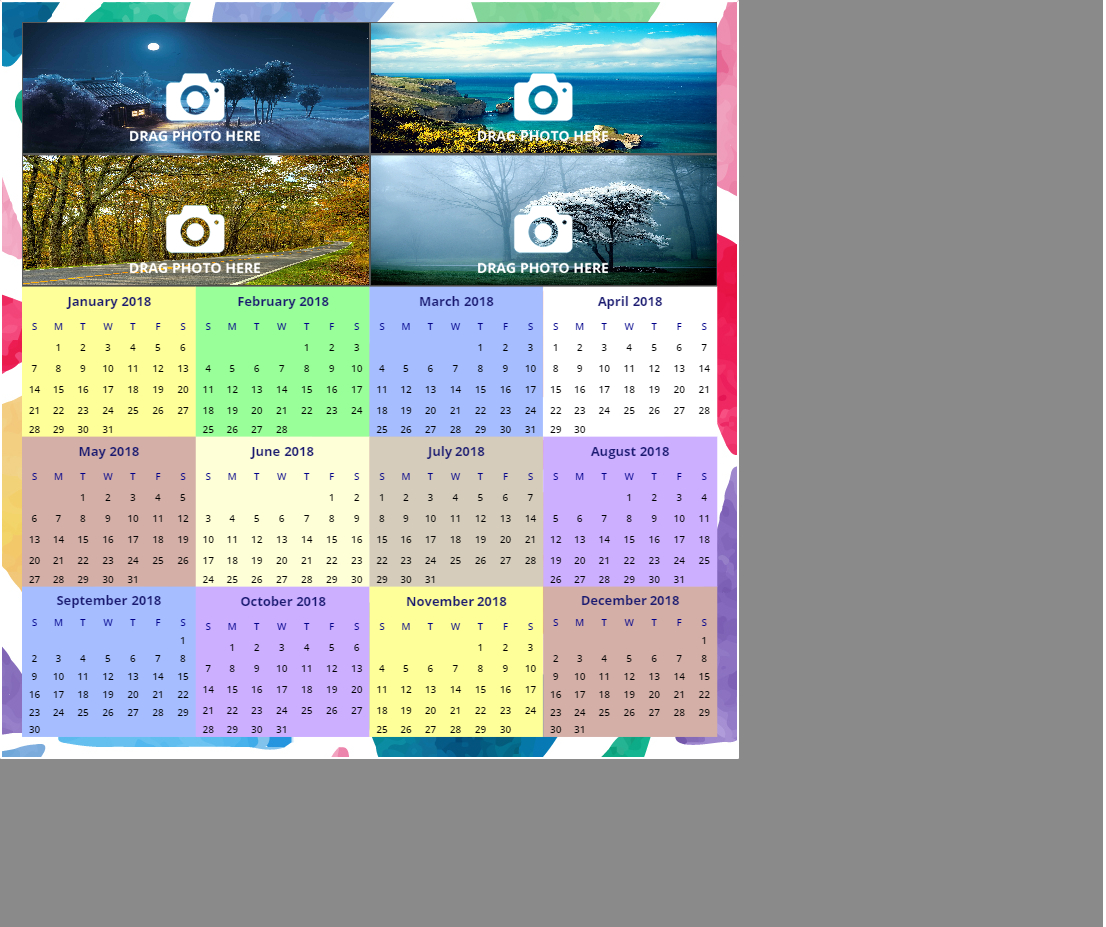 DRAG PHOTO HERE
DRAG PHOTO HERE
DRAG PHOTO HERE
DRAG PHOTO HERE
January 2018
S M T W T F S
1 2 3 4 5 6
7 8 9 10 11 12 13
14 15 16 17 18 19 20
21 22 23 24 25 26 27
28 29 30 31
February 2018
S M T W T F S
1 2 3
4 5 6 7 8 9 10
11 12 13 14 15 16 17
18 19 20 21 22 23 24
25 26 27 28
March 2018
S M T W T F S
1 2 3
4 5 6 7 8 9 10
11 12 13 14 15 16 17
18 19 20 21 22 23 24
25 26 27 28 29 30 31
April 2018
S M T W T F S
1 2 3 4 5 6 7
8 9 10 11 12 13 14
15 16 17 18 19 20 21
22 23 24 25 26 27 28
29 30
May 2018
S M T W T F S
1 2 3 4 5
6 7 8 9 10 11 12
13 14 15 16 17 18 19
20 21 22 23 24 25 26
27 28 29 30 31
June 2018
S M T W T F S
1 2
3 4 5 6 7 8 9
10 11 12 13 14 15 16
17 18 19 20 21 22 23
24 25 26 27 28 29 30
July 2018
S M T W T F S
1 2 3 4 5 6 7
8 9 10 11 12 13 14
15 16 17 18 19 20 21
22 23 24 25 26 27 28
29 30 31
August 2018
S M T W T F S
1 2 3 4
5 6 7 8 9 10 11
12 13 14 15 16 17 18
19 20 21 22 23 24 25
26 27 28 29 30 31
September 2018
S M T W T F S
1
2 3 4 5 6 7 8
9 10 11 12 13 14 15
16 17 18 19 20 21 22
23 24 25 26 27 28 29
30
October 2018
S M T W T F S
1 2 3 4 5 6
7 8 9 10 11 12 13
14 15 16 17 18 19 20
21 22 23 24 25 26 27
28 29 30 31
November 2018
S M T W T F S
1 2 3
4 5 6 7 8 9 10
11 12 13 14 15 16 17
18 19 20 21 22 23 24
25 26 27 28 29 30
December 2018
S M T W T F S
1
2 3 4 5 6 7 8
9 10 11 12 13 14 15
16 17 18 19 20 21 22
23 24 25 26 27 28 29
30 31